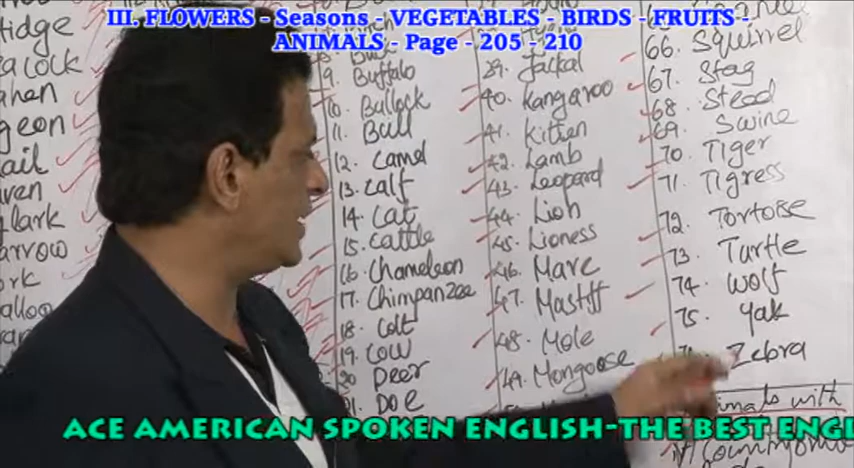 III. FLOWERS - Seasons - VEGETABLES - BIRDS - FRUITS -
ANIMALS - Page - 205 - 210
Buffalo
10. Bullock
11. Bull
12. Camel
13. Calf
14. Cat
15. Cattle
16. Chameleon
17. Chimpanzee
18. Colt
19. Cow
20. Deer
21. Doe
39. Jackal
40. Kangaroo
41. Kitten
42. Lamb
43. Leopard
44. Lion
45. Lioness
46. Mare
47. Mastiff
48. Mole
49. Mongoose
66. Squirrel
67. Stag
68. Stead
69. Swine
70. Tiger
71. Tigress
72. Tortoise
73. Turtle
74. Wolf
75. Yak
Zebra
with
ACE AMERICAN SPOKEN ENGLISH-THE BEST ENGL